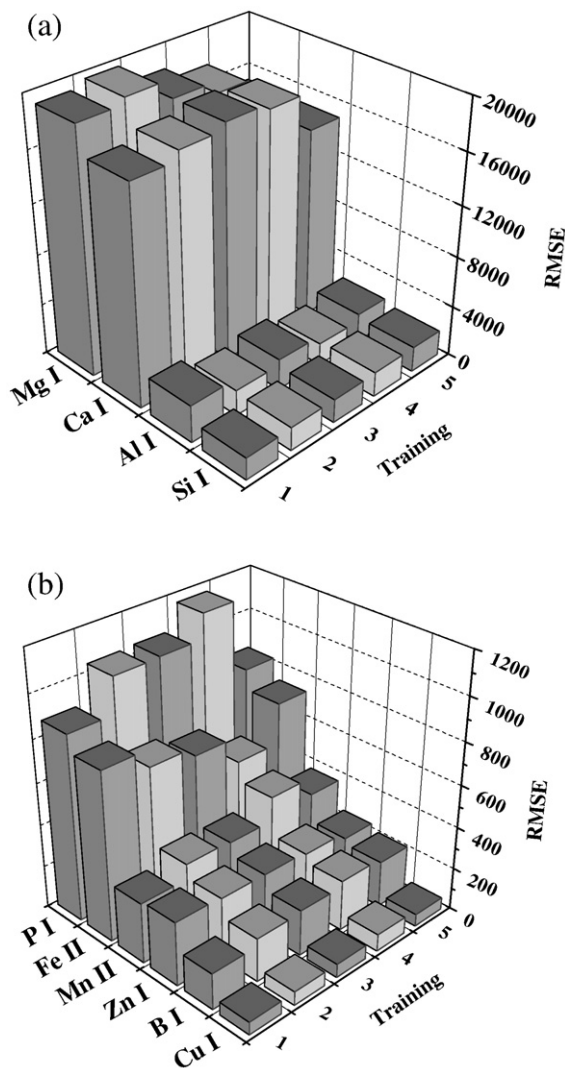 (a)
20000
16000
12000
8000
4000
0
RMSE
Mg I
Ca I
Al I
Si I
1
2
3
4
5
Training
(b)
1200
1000
800
600
400
200
0
RMSE
P I
Fe II
Mn II
Zn I
B I
Cu I
1
2
3
4
5
Training